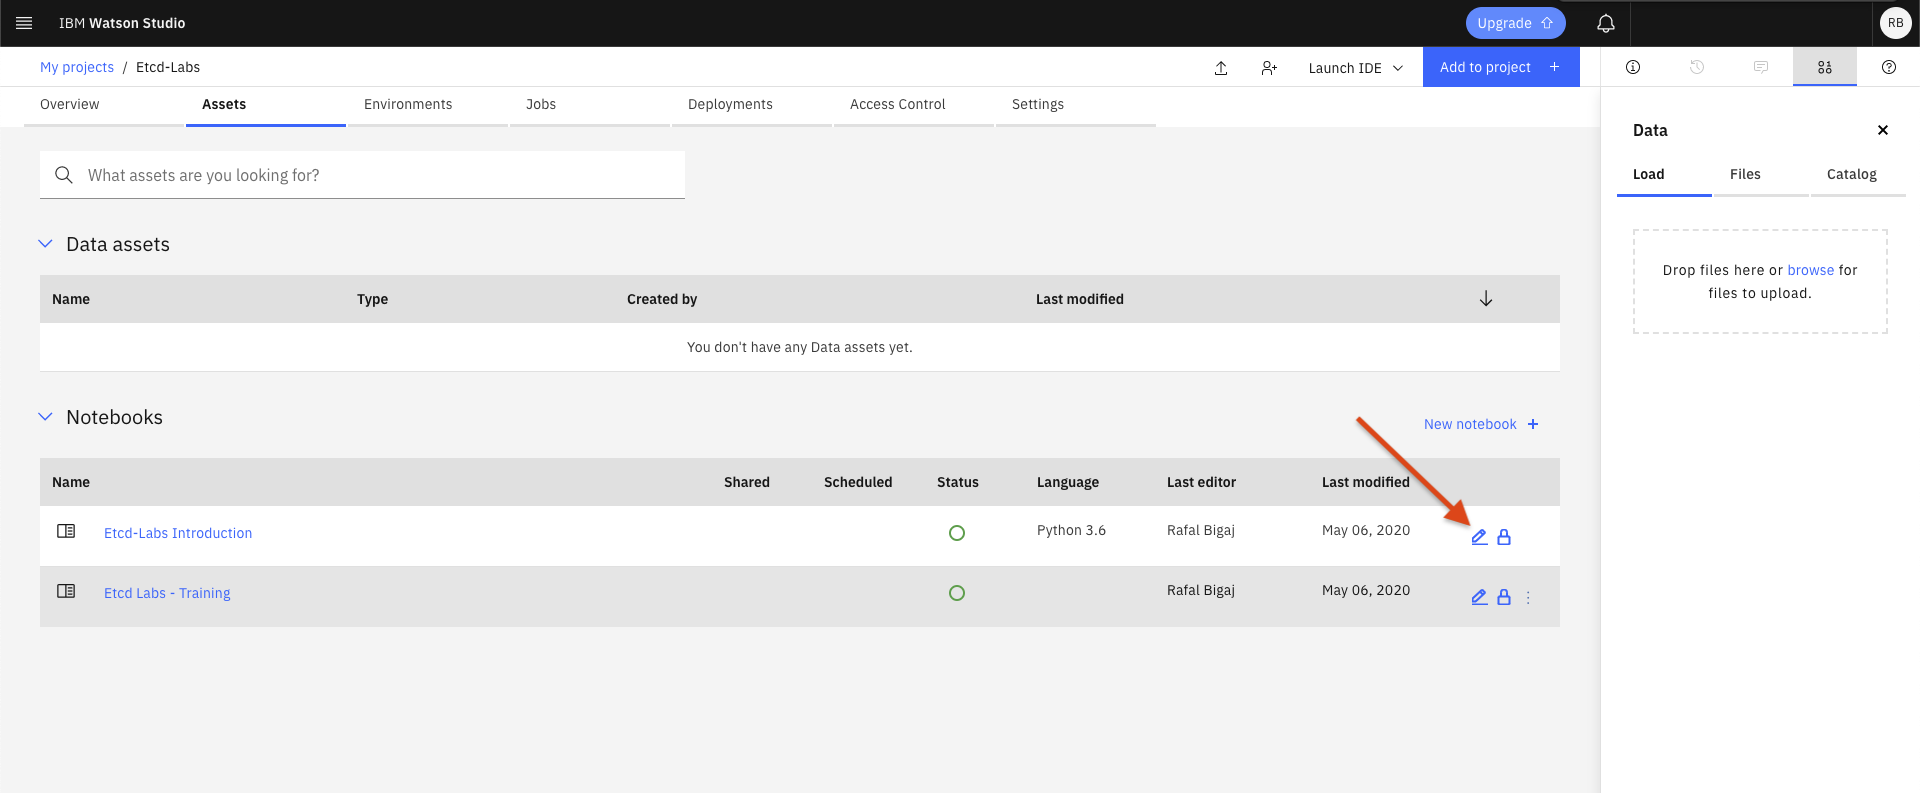 IBM Watson Studio
Upgrade
RB
My projects / Etcd-Labs
Launch IDE
Add to project +
Overview
Assets
Environments
Jobs
Deployments
Access Control
Settings
What assets are you looking for?
Data assets
Name Type Created by Last modified
You don't have any Data assets yet.
Notebooks
New notebook +
Name Shared Scheduled Status Language Last editor Last modified
Etcd-Labs Introduction Python 3.6 Rafal Bigaj May 06, 2020
Etcd Labs - Training Rafal Bigaj May 06, 2020
Data
Load Files Catalog
Drop files here or browse for
files to upload.